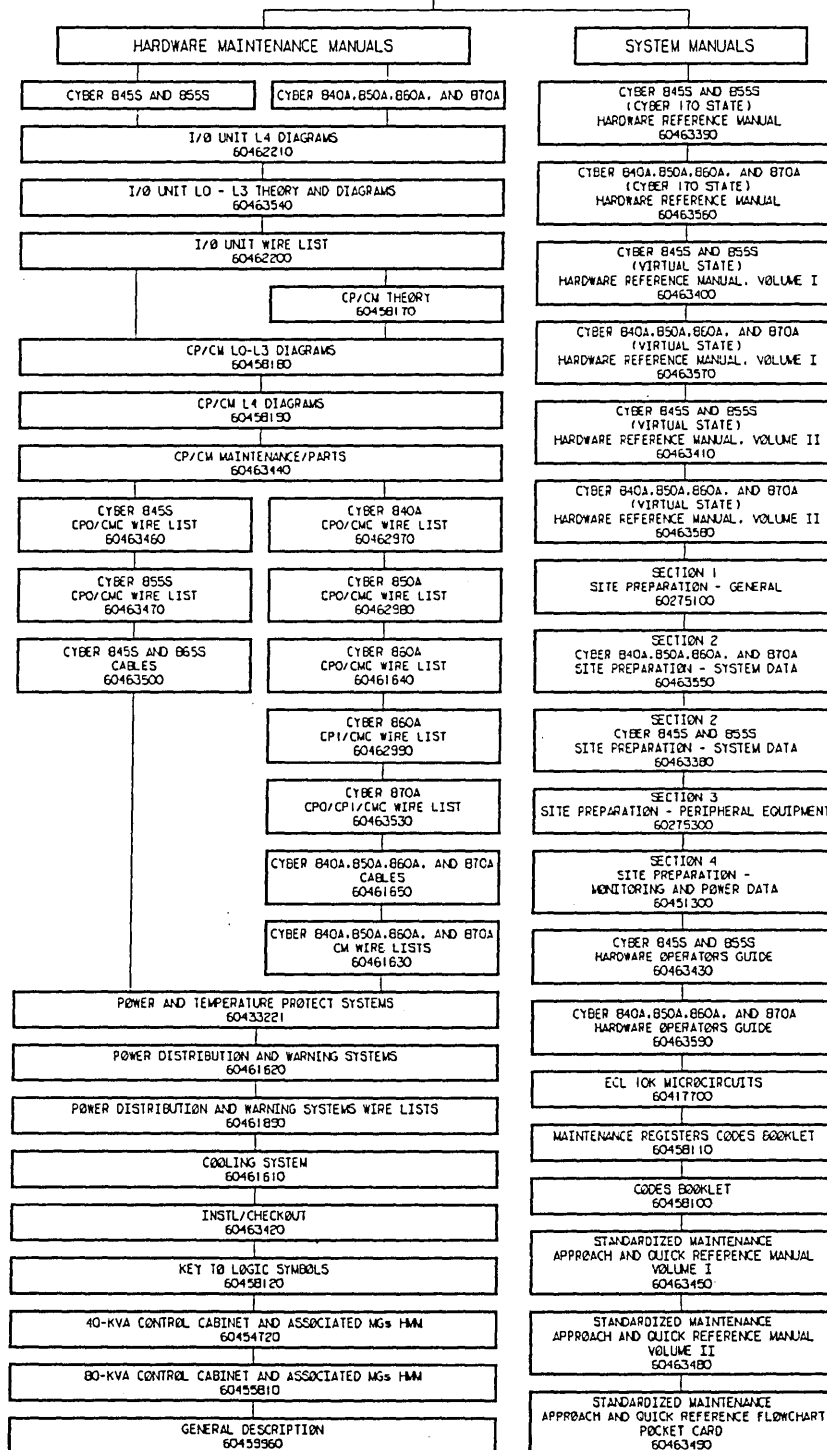 HARDWARE MAINTENANCE MANUALS
CYBER 845S AND 855S
CYBER 840A,850A,860A, AND 870A
I/Ø UNIT L4 DIAGRAMS
60462210
I/Ø UNIT LO - L3 THEØRY AND DIAGRAMS
60463540
I/Ø UNIT WIRE LIST
60462200
CP/CM THEØRY
60458170
CP/CM LO-L3 DIAGRAMS
60458180
CP/CM L4 DIAGRAMS
60458190
CP/CM MAINTENANCE/PARTS
60463440
CYBER 845S
CPO/CMC WIRE LIST
60463460
CYBER 855S
CPO/CMC WIRE LIST
60463470
CYBER 845S AND 865S
CABLES
60463500
CYBER 840A
CPO/CMC WIRE LIST
60462970
CYBER 850A
CPO/CMC WIRE LIST
60462980
CYBER 860A
CPO/CMC WIRE LIST
60461640
CYBER 860A
CPI/CMC WIRE LIST
60462990
CYBER 870A
CPO/CPI/CMC WIRE LIST
60463530
CYBER 840A,850A,860A, AND 870A
CABLES
60461650
CYBER 840A,850A,860A, AND 870A
CM WIRE LISTS
60461630
PØWER AND TEMPERATURE PRØTECT SYSTEMS
60433221
PØWER DISTRIBUTIØN AND WARNING SYSTEMS
60461620
PØWER DISTRIBUTIØN AND WARNING SYSTEMS WIRE LISTS
60461890
CØØLING SYSTEM
60461610
INSTL/CHECKØUT
60463420
KEY TØ LØGIC SYMBØLS
60458120
40-KVA CØNTRØL CABINET AND ASSØCIATED MGs HMM
60454720
80-KVA CØNTRØL CABINET AND ASSØCIATED MGs HMM
60455810
GENERAL DESCRIPTIØN
60459960
SYSTEM MANUALS
CYBER 845S AND 855S
(CYBER 170 STATE)
HARDWARE REFERENCE MANUAL
60463390
CYBER 840A,850A,860A, AND 870A
(CYBER 170 STATE)
HARDWARE REFERENCE MANUAL
60463560
CYBER 845S AND 855S
(VIRTUAL STATE)
HARDWARE REFERENCE MANUAL, VØLUME I
60463400
CYBER 840A,850A,860A, AND 870A
(VIRTUAL STATE)
HARDWARE REFERENCE MANUAL, VØLUME I
60463570
CYBER 845S AND 855S
(VIRTUAL STATE)
HARDWARE REFERENCE MANUAL, VØLUME II
60463410
CYBER 840A,850A,860A, AND 870A
(VIRTUAL STATE)
HARDWARE REFERENCE MANUAL, VØLUME II
60463580
SECTIØN 1
SITE PREPARATIØN - GENERAL
60275100
SECTIØN 2
CYBER 840A,850A,860A, AND 870A
SITE PREPARATIØN - SYSTEM DATA
60463550
SECTIØN 2
CYBER 845S AND 855S
SITE PREPARATIØN - SYSTEM DATA
60463380
SECTIØN 3
SITE PREPARATIØN - PERIPHERAL EQUIPMENT
60275300
SECTIØN 4
SITE PREPARATIØN -
MØNITØRING AND PØWER DATA
60451300
CYBER 845S AND 855S
HARDWARE ØPERATØRS GUIDE
60463430
CYBER 840A,850A,860A, AND 870A
HARDWARE ØPERATØRS GUIDE
60463590
ECL 10K MICRØCIRCUITS
60417700
MAINTENANCE REGISTERS CØDES BØØKLET
60458110
CØDES BØØKLET
60458100
STANDARDIZED MAINTENANCE
APPRØACH AND QUICK REFERENCE MANUAL
VØLUME I
60463450
STANDARDIZED MAINTENANCE
APPRØACH AND QUICK REFERENCE MANUAL
VØLUME II
60463480
STANDARDIZED MAINTENANCE
APPRØACH AND QUICK REFERENCE FLØWCHART
PØCKET CARD
60463490